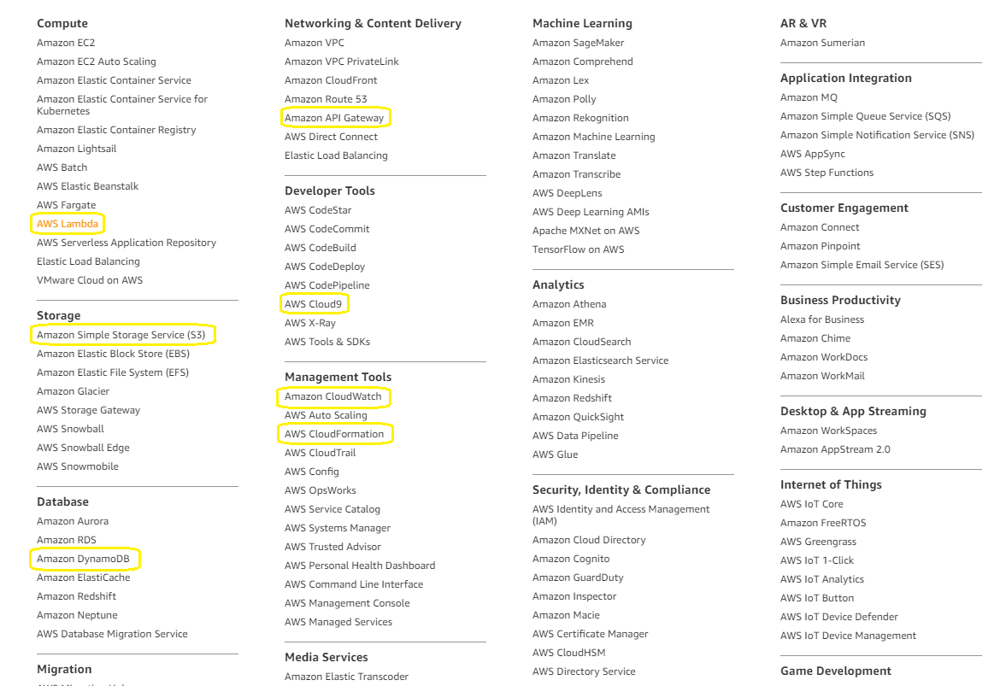 Compute
Amazon EC2
Amazon EC2 Auto Scaling
Amazon Elastic Container Service
Amazon Elastic Container Service for
Kubernetes
Amazon Elastic Container Registry
Amazon Lightsail
AWS Batch
AWS Elastic Beanstalk
AWS Fargate
AWS Lambda
AWS Serverless Application Repository
Elastic Load Balancing
VMware Cloud on AWS
Storage
Amazon Simple Storage Service (S3)
Amazon Elastic Block Store (EBS)
Amazon Elastic File System (EFS)
Amazon Glacier
AWS Storage Gateway
AWS Snowball
AWS Snowball Edge
AWS Snowmobile
Database
Amazon Aurora
Amazon RDS
Amazon DynamoDB
Amazon ElastiCache
Amazon Redshift
Amazon Neptune
AWS Database Migration Service
Migration
Networking & Content Delivery
Amazon VPC
Amazon VPC PrivateLink
Amazon CloudFront
Amazon Route 53
Amazon API Gateway
AWS Direct Connect
Elastic Load Balancing
Developer Tools
AWS CodeStar
AWS CodeCommit
AWS CodeBuild
AWS CodeDeploy
AWS CodePipeline
AWS Cloud9
AWS X-Ray
AWS Tools & SDKs
Management Tools
Amazon CloudWatch
AWS Auto Scaling
AWS CloudFormation
AWS CloudTrail
AWS Config
AWS OpsWorks
AWS Service Catalog
AWS Systems Manager
AWS Trusted Advisor
AWS Personal Health Dashboard
AWS Command Line Interface
AWS Management Console
AWS Managed Services
Media Services
Amazon Elastic Transcoder
Machine Learning
Amazon SageMaker
Amazon Comprehend
Amazon Lex
Amazon Polly
Amazon Rekognition
Amazon Machine Learning
Amazon Translate
Amazon Transcribe
AWS DeepLens
AWS Deep Learning AMIs
Apache MXNet on AWS
TensorFlow on AWS
Analytics
Amazon Athena
Amazon EMR
Amazon CloudSearch
Amazon Elasticsearch Service
Amazon Kinesis
Amazon Redshift
Amazon QuickSight
AWS Data Pipeline
AWS Glue
Security, Identity & Compliance
AWS Identity and Access Management
(IAM)
Amazon Cloud Directory
Amazon Cognito
Amazon GuardDuty
Amazon Inspector
Amazon Macie
AWS Certificate Manager
AWS CloudHSM
AWS Directory Service
AR & VR
Amazon Sumerian
Application Integration
Amazon MQ
Amazon Simple Queue Service (SQS)
Amazon Simple Notification Service (SNS)
AWS AppSync
AWS Step Functions
Customer Engagement
Amazon Connect
Amazon Pinpoint
Amazon Simple Email Service (SES)
Business Productivity
Alexa for Business
Amazon Chime
Amazon WorkDocs
Amazon WorkMail
Desktop & App Streaming
Amazon WorkSpaces
Amazon AppStream 2.0
Internet of Things
AWS IoT Core
Amazon FreeRTOS
AWS Greengrass
AWS IoT 1-Click
AWS IoT Analytics
AWS IoT Button
AWS IoT Device Defender
AWS IoT Device Management
Game Development